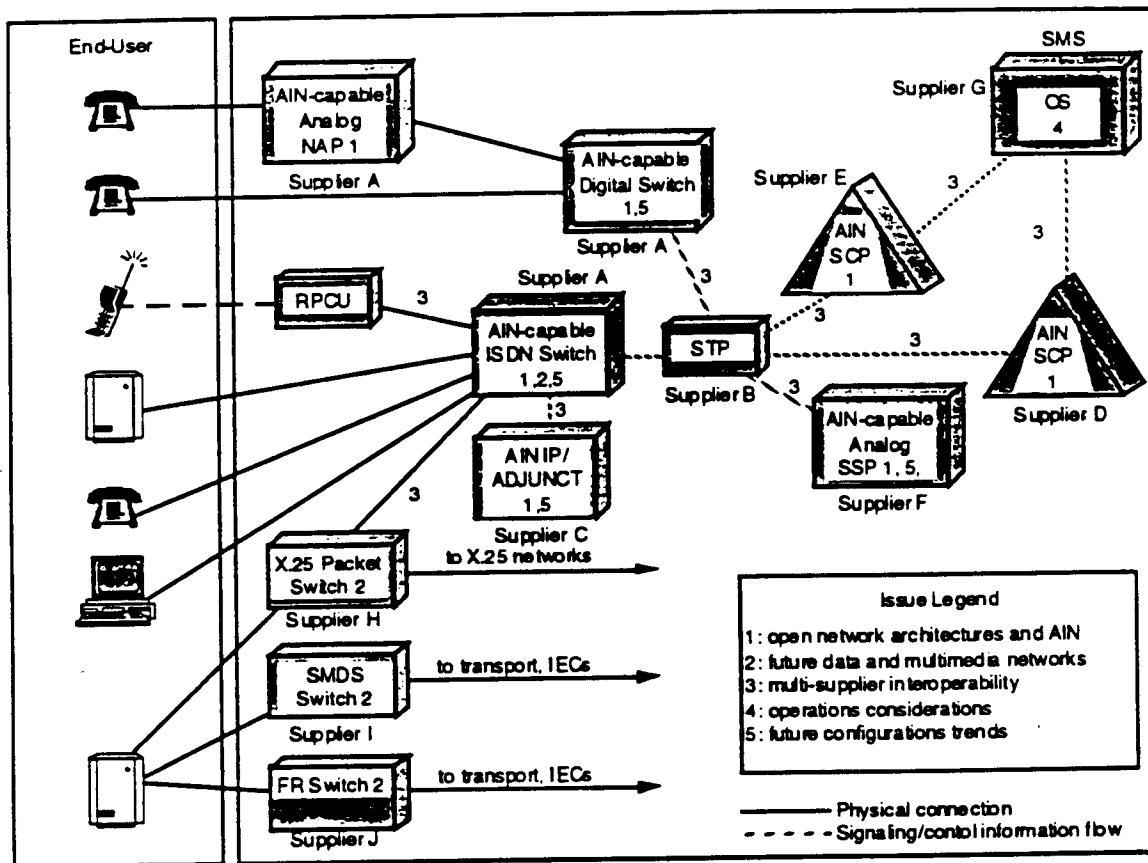 End-User
AIN-capable
Analog
NAP 1
Supplier A
AIN-capable
Digital Switch
1,5
Supplier A
SMS
Supplier G
OS
4
Supplier E
AIN
SCP
1
3
3
3
3
RPCU
3
Supplier A
AIN-capable
ISDN Switch
1,2,5
STP
Supplier B
3
AIN
SCP
1
Supplier D
3
AIN-capable
Analog
SSP 1, 5,
Supplier F
3
AIN IP/
ADJUNCT
1,5
Supplier C
3
X.25 Packet
Switch 2
Supplier H
to X.25 networks
SMDS
Switch 2
Supplier I
to transport, IECs
FR Switch 2
Supplier J
to transport, IECs
Issue Legend
1: open network architectures and AIN
2: future data and multimedia networks
3: multi-supplier interoperability
4: operations considerations
5: future configurations trends
Physical connection
Signaling/contol information flow